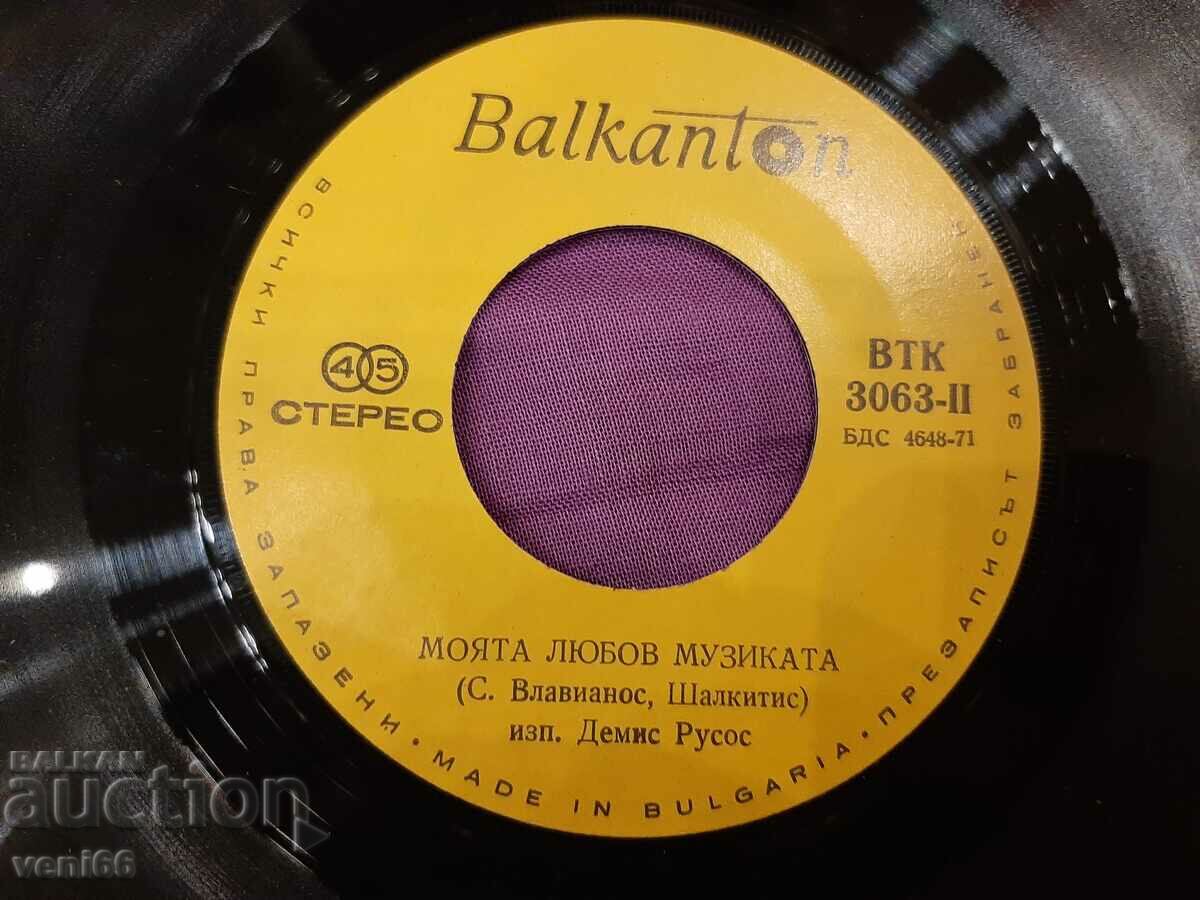 Balkanton
45
СТЕРЕО
ВТК
3063-II
БДС 4648-71
МОЯТА ЛЮБОВ МУЗИКАТА
(С. Влавианос, Шалкитис)
изп. Демис Русос
ВСИЧКИ ПРАВА ЗАПАЗЕНИ • MADE IN BULGARIA • ПРЕЗАПИСЪТ ЗАБРАНЕН
BALKAN
auction
veni66